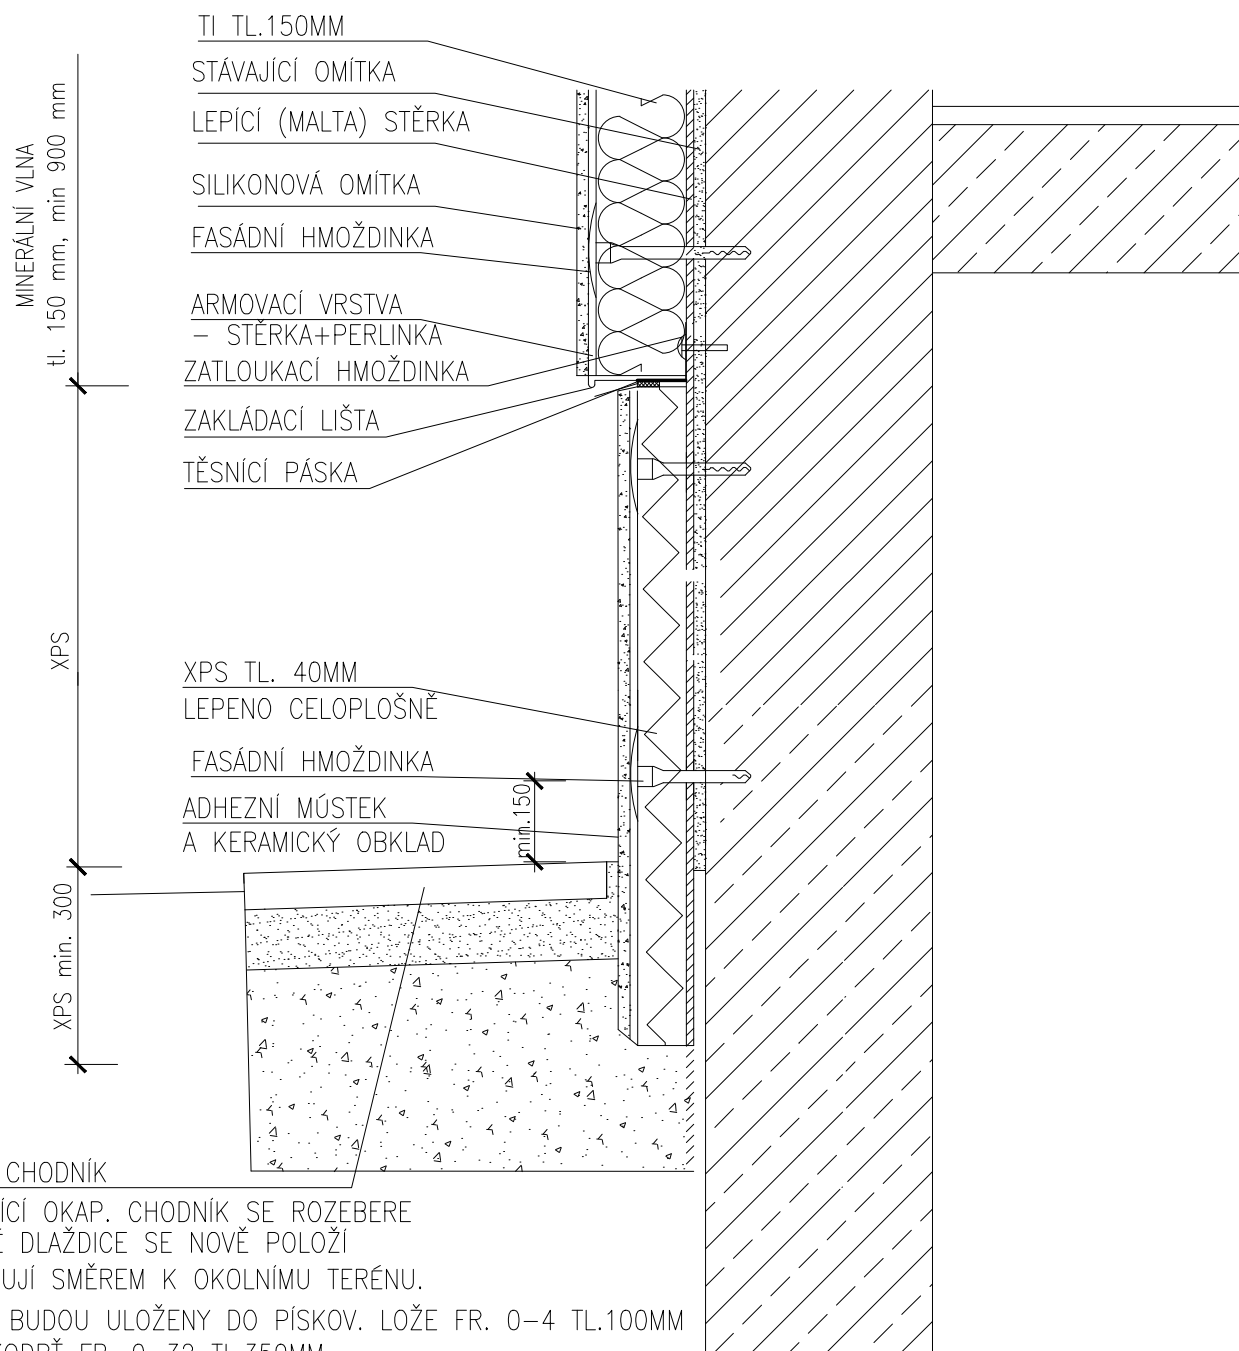 TI TL.150MM
STÁVAJÍCÍ OMÍTKA
LEPÍCÍ (MALTA) STĚRKA
SILIKONOVÁ OMÍTKA
FASÁDNÍ HMOŽDINKA
ARMOVACÍ VRSTVA
– STĚRKA+PERLINKA
ZATLOUKACÍ HMOŽDINKA
ZAKLÁDACÍ LIŠTA
TĚSNÍCÍ PÁSKA
MINERÁLNÍ VLNA
tl. 150 mm, min 900 mm
XPS
XPS min. 300
XPS TL. 40MM
LEPENO CELOPLOŠNĚ
FASÁDNÍ HMOŽDINKA
min.150
ADHEZNÍ MÚSTEK
A KERAMICKÝ OBKLAD
CHODNÍK
ÍCÍ OKAP. CHODNÍK SE ROZEBERE
DLAŽDICE SE NOVĚ POLOŽÍ
UJÍ SMĚREM K OKOLNÍMU TERÉNU.
BUDOU ULOŽENY DO PÍSKOV. LOŽE FR. 0–4 TL.100MM